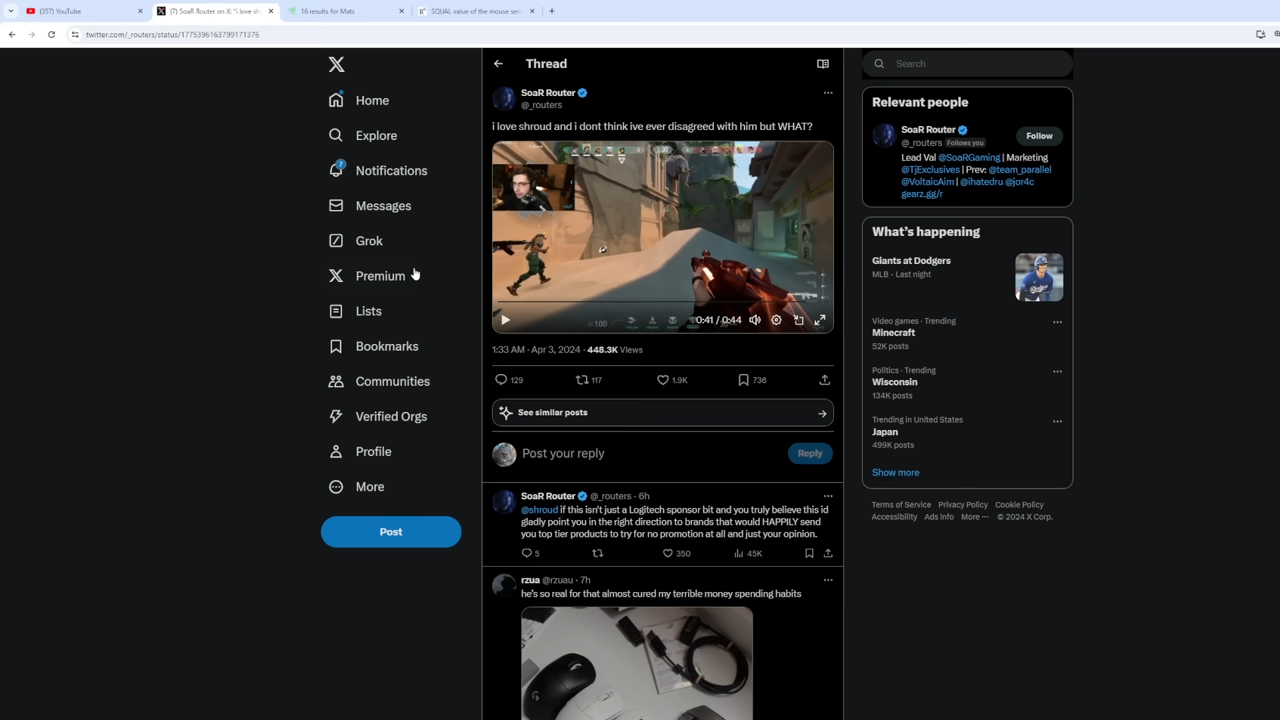 (357) YouTube
(7) SoaR Router on X: "i love sh
16 results for Mats
SQUAL value of the mouse sen
twitter.com/_routers/status/1775396163799171376
Home
Explore
7
Notifications
Messages
Grok
Premium
Lists
Bookmarks
Communities
Verified Orgs
Profile
More
Post
Thread
SoaR Router
@_routers
i love shroud and i dont think ive ever disagreed with him but WHAT?
100
0:41 / 0:44
1:33 AM · Apr 3, 2024 · 448.3K Views
129
117
1.9K
736
See similar posts
Post your reply
Reply
SoaR Router @_routers · 6h
@shroud if this isn't just a Logitech sponsor bit and you truly believe this id
gladly point you in the right direction to brands that would HAPPILY send
you top tier products to try for no promotion at all and just your opinion.
5
350
45K
rzua @rzuau · 7h
he's so real for that almost cured my terrible money spending habits
Search
Relevant people
SoaR Router
@_routers Follows you
Follow
Lead Val @SoaRGaming | Marketing
@TjExclusives | Prev: @team_parallel
@VoltaicAim | @ihatedru @jor4c
gearz.gg/r
What's happening
Giants at Dodgers
MLB · Last night
Video games · Trending
Minecraft
52K posts
Politics · Trending
Wisconsin
134K posts
Trending in United States
Japan
499K posts
Show more
Terms of Service Privacy Policy Cookie Policy
Accessibility Ads info More ··· © 2024 X Corp.